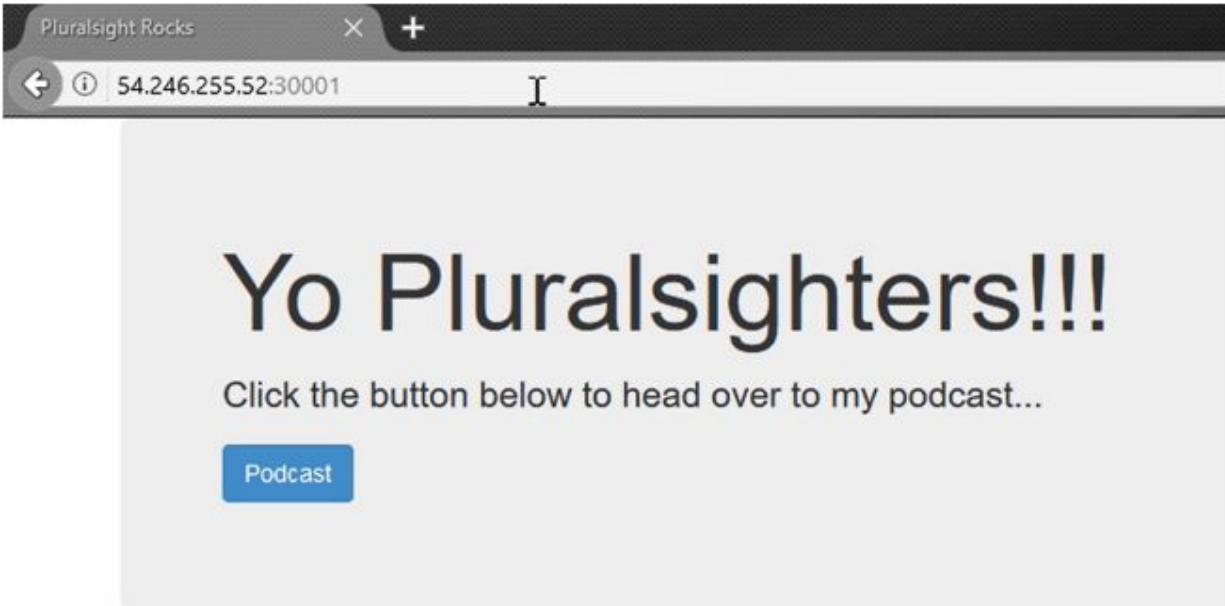 Pluralsight Rocks
54.246.255.52:30001
Yo Pluralsighters!!!
Click the button below to head over to my podcast...
Podcast